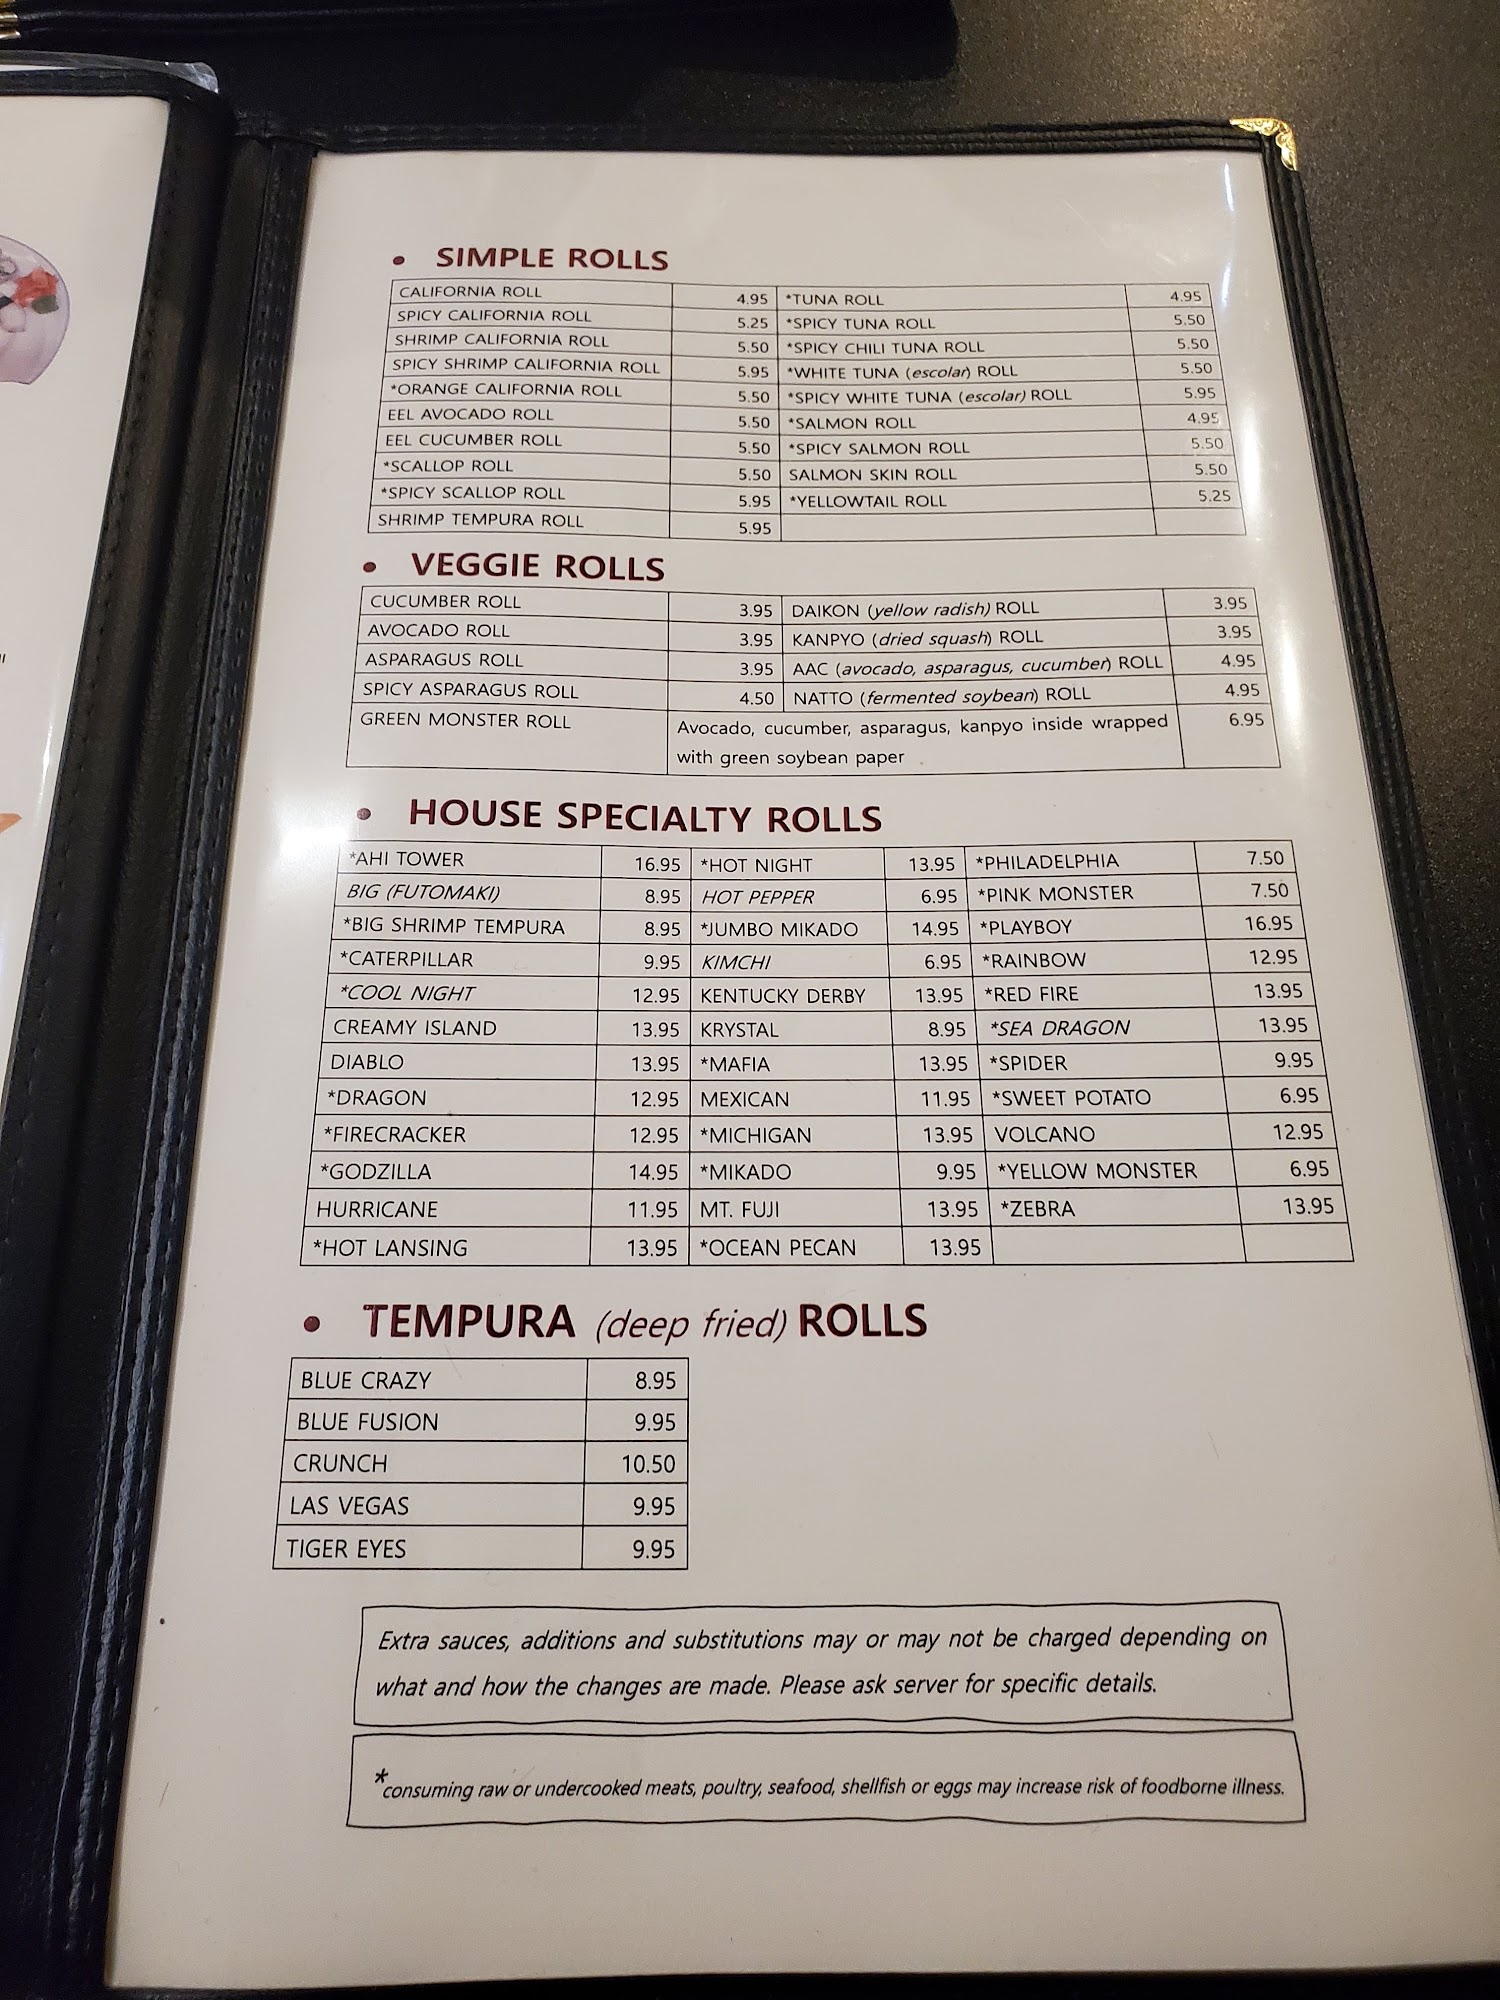 • SIMPLE ROLLS
CALIFORNIA ROLL 4.95 *TUNA ROLL 4.95
SPICY CALIFORNIA ROLL 5.25 *SPICY TUNA ROLL 5.50
SHRIMP CALIFORNIA ROLL 5.50 *SPICY CHILI TUNA ROLL 5.50
SPICY SHRIMP CALIFORNIA ROLL 5.95 *WHITE TUNA (escolar) ROLL 5.50
*ORANGE CALIFORNIA ROLL 5.50 *SPICY WHITE TUNA (escolar) ROLL 5.95
EEL AVOCADO ROLL 5.50 *SALMON ROLL 4.95
EEL CUCUMBER ROLL 5.50 *SPICY SALMON ROLL 5.50
*SCALLOP ROLL 5.50 SALMON SKIN ROLL 5.50
*SPICY SCALLOP ROLL 5.95 *YELLOWTAIL ROLL 5.25
SHRIMP TEMPURA ROLL 5.95
• VEGGIE ROLLS
CUCUMBER ROLL 3.95 DAIKON (yellow radish) ROLL 3.95
AVOCADO ROLL 3.95 KANPYO (dried squash) ROLL 3.95
ASPARAGUS ROLL 3.95 AAC (avocado, asparagus, cucumber) ROLL 4.95
SPICY ASPARAGUS ROLL 4.50 NATTO (fermented soybean) ROLL 4.95
GREEN MONSTER ROLL Avocado, cucumber, asparagus, kanpyo inside wrapped 6.95
with green soybean paper
• HOUSE SPECIALTY ROLLS
*AHI TOWER 16.95 *HOT NIGHT 13.95 *PHILADELPHIA 7.50
BIG (FUTOMAKI) 8.95 HOT PEPPER 6.95 *PINK MONSTER 7.50
*BIG SHRIMP TEMPURA 8.95 *JUMBO MIKADO 14.95 *PLAYBOY 16.95
*CATERPILLAR 9.95 KIMCHI 6.95 *RAINBOW 12.95
*COOL NIGHT 12.95 KENTUCKY DERBY 13.95 *RED FIRE 13.95
CREAMY ISLAND 13.95 KRYSTAL 8.95 *SEA DRAGON 13.95
DIABLO 13.95 *MAFIA 13.95 *SPIDER 9.95
*DRAGON 12.95 MEXICAN 11.95 *SWEET POTATO 6.95
*FIRECRACKER 12.95 *MICHIGAN 13.95 VOLCANO 12.95
*GODZILLA 14.95 *MIKADO 9.95 *YELLOW MONSTER 6.95
HURRICANE 11.95 MT. FUJI 13.95 *ZEBRA 13.95
*HOT LANSING 13.95 *OCEAN PECAN 13.95
• TEMPURA (deep fried) ROLLS
BLUE CRAZY 8.95
BLUE FUSION 9.95
CRUNCH 10.50
LAS VEGAS 9.95
TIGER EYES 9.95
Extra sauces, additions and substitutions may or may not be charged depending on
what and how the changes are made. Please ask server for specific details.
*consuming raw or undercooked meats, poultry, seafood, shellfish or eggs may increase risk of foodborne illness.